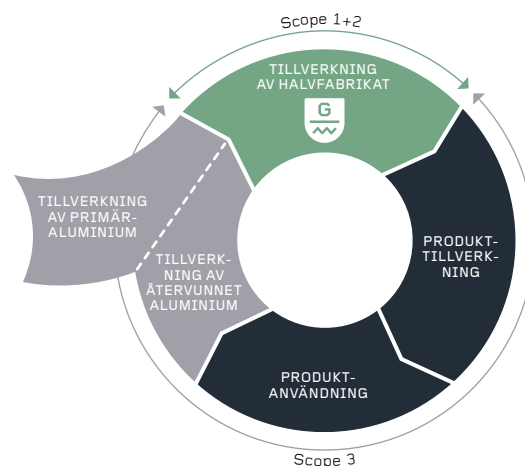 Scope 1+2
TILLVERKNING
AV HALVFABRIKAT
G
TILLVERKNING
AV PRIMÄR-
ALUMINIUM
TILLVERK-
NING AV
ÅTERVUNNET
ALUMINIUM
PRODUKT-
TILLVERK-
NING
PRODUKT-
ANVÄNDNING
Scope 3